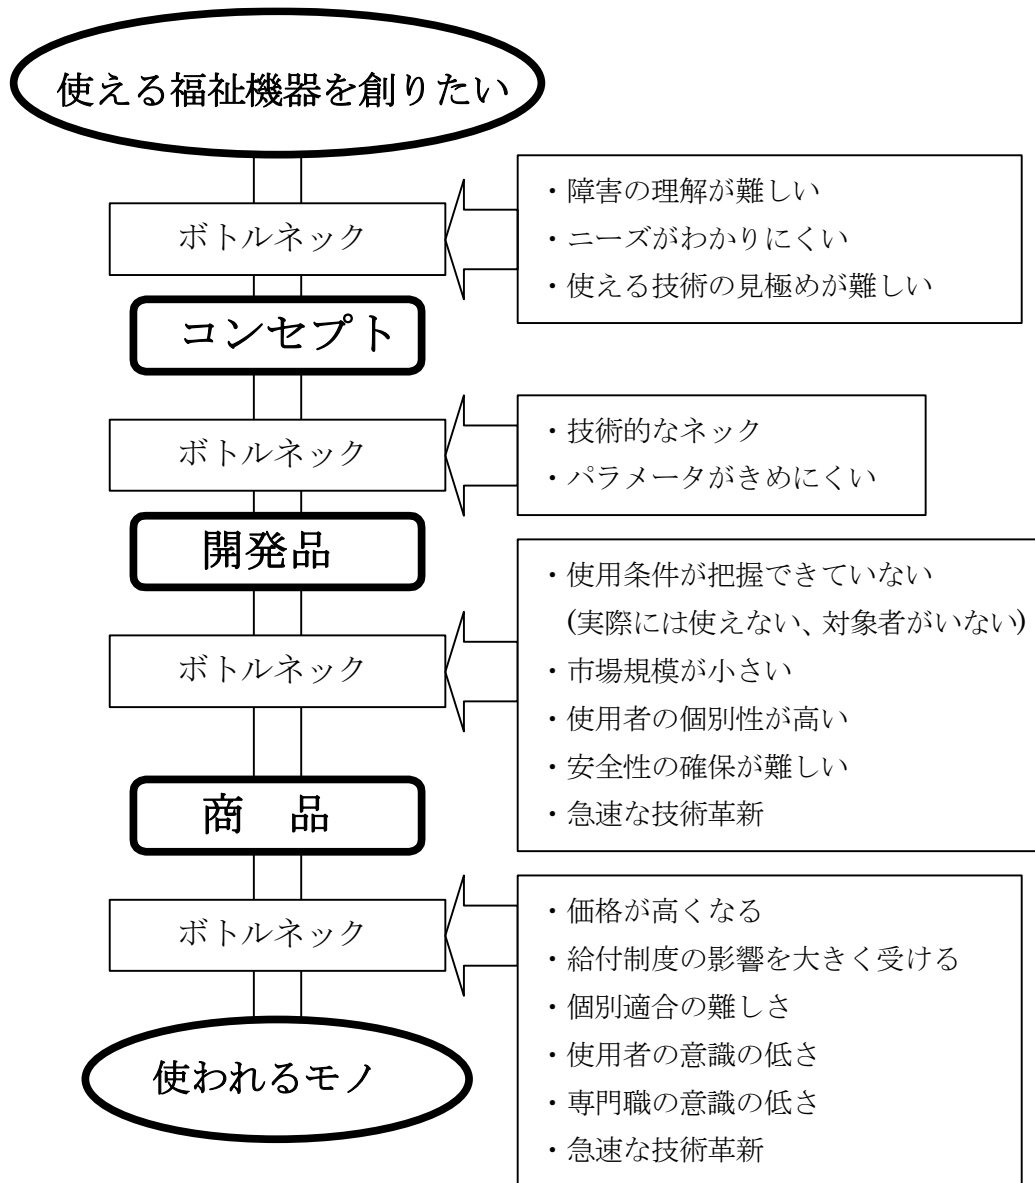 使える福祉機器を創りたい
ボトルネック
・障害の理解が難しい
・ニーズがわかりにくい
・使える技術の見極めが難しい
コンセプト
ボトルネック
・技術的なネック
・パラメータがきめにくい
開発品
ボトルネック
・使用条件が把握できていない
(実際には使えない、対象者がいない)
・市場規模が小さい
・使用者の個別性が高い
・安全性の確保が難しい
・急速な技術革新
商　品
ボトルネック
・価格が高くなる
・給付制度の影響を大きく受ける
・個別適合の難しさ
・使用者の意識の低さ
・専門職の意識の低さ
・急速な技術革新
使われるモノ